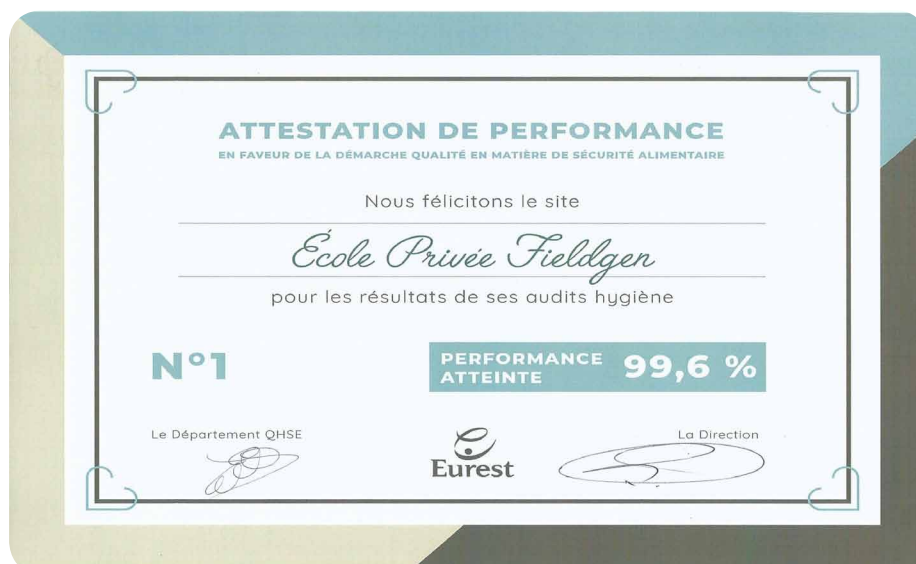 ATTESTATION DE PERFORMANCE
EN FAVEUR DE LA DÉMARCHE QUALITÉ EN MATIÈRE DE SÉCURITÉ ALIMENTAIRE
Nous félicitons le site
École Privée Fieldgen
pour les résultats de ses audits hygiène
N°1
PERFORMANCE ATTEINTE 99,6 %
Le Département QHSE
Eurest
La Direction